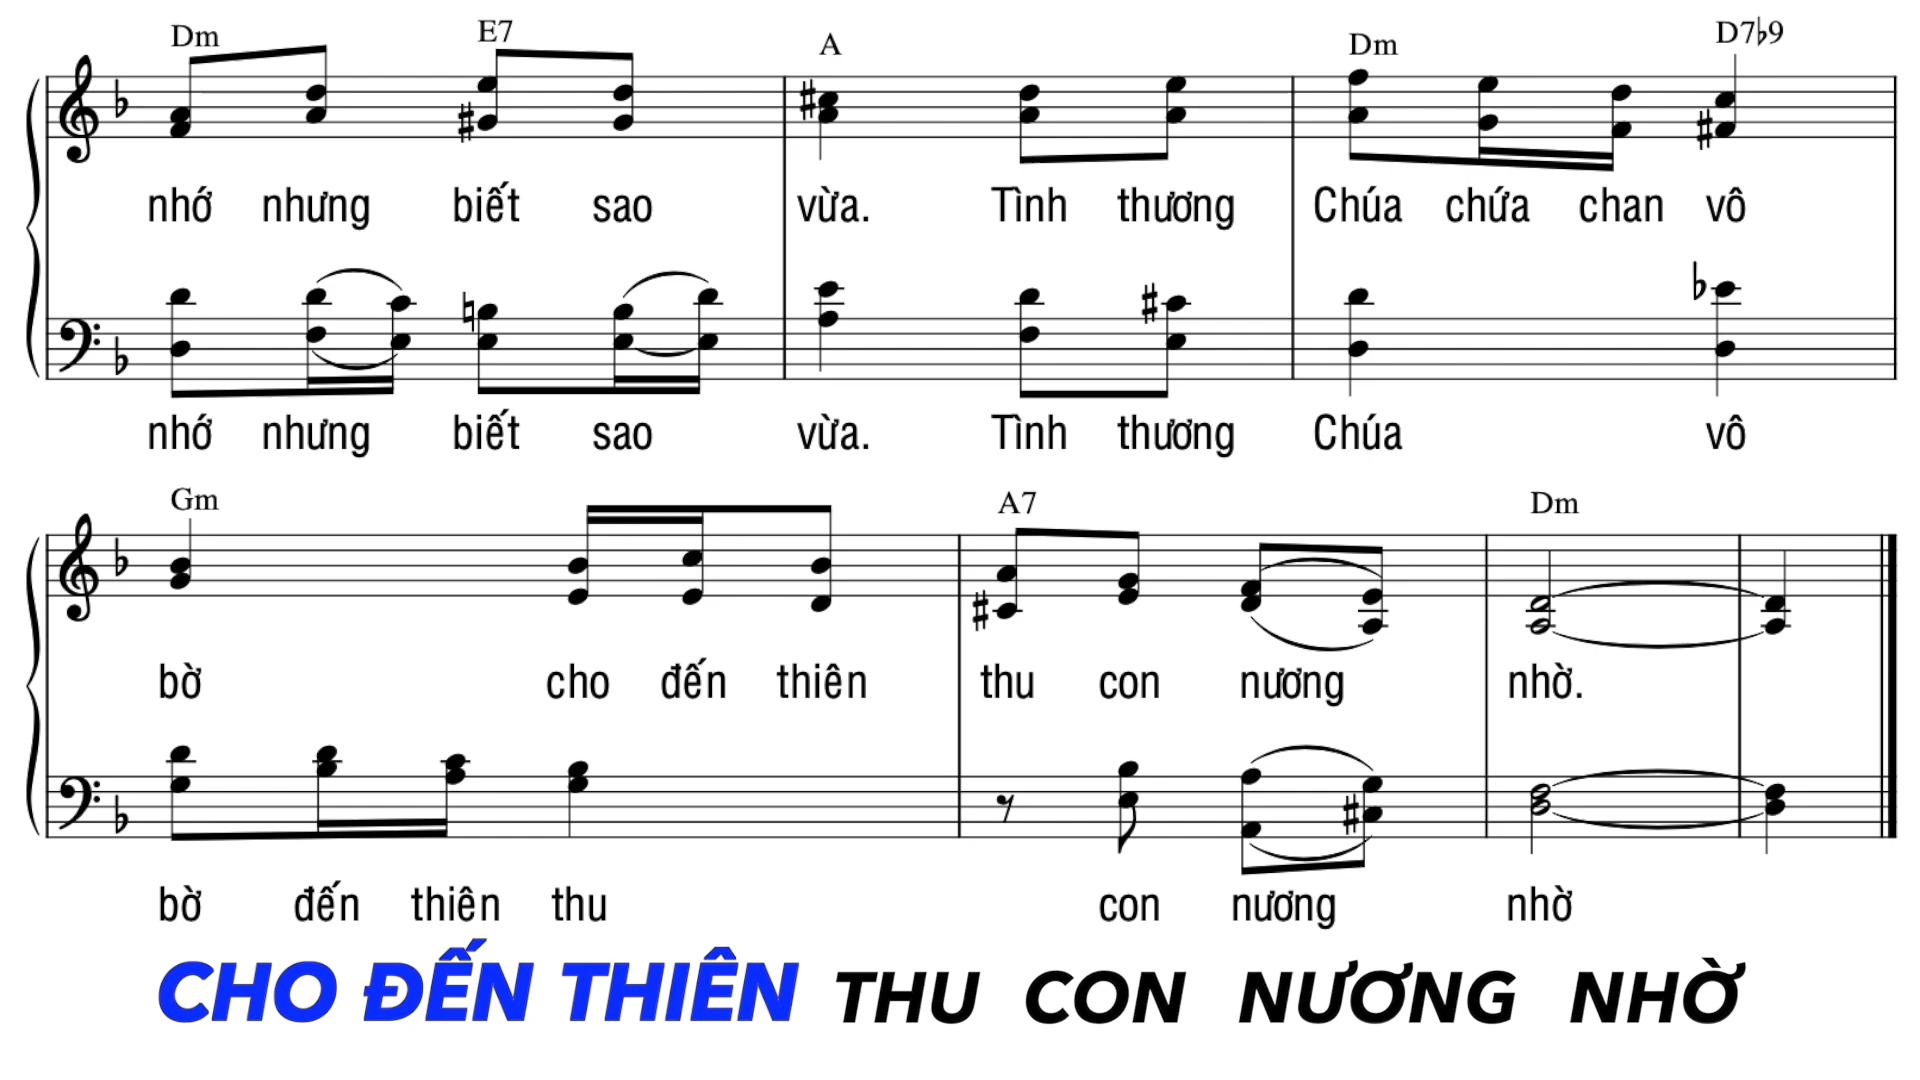 Dm E7 A Dm D7♭9
nhớ nhưng biết sao vừa. Tình thương Chúa chứa chan vô
nhớ nhưng biết sao vừa. Tình thương Chúa vô
Gm A7 Dm
bờ cho đến thiên thu con nương nhờ.
bờ đến thiên thu con nương nhờ
CHO ĐẾN THIÊN THU CON NƯƠNG NHỜ